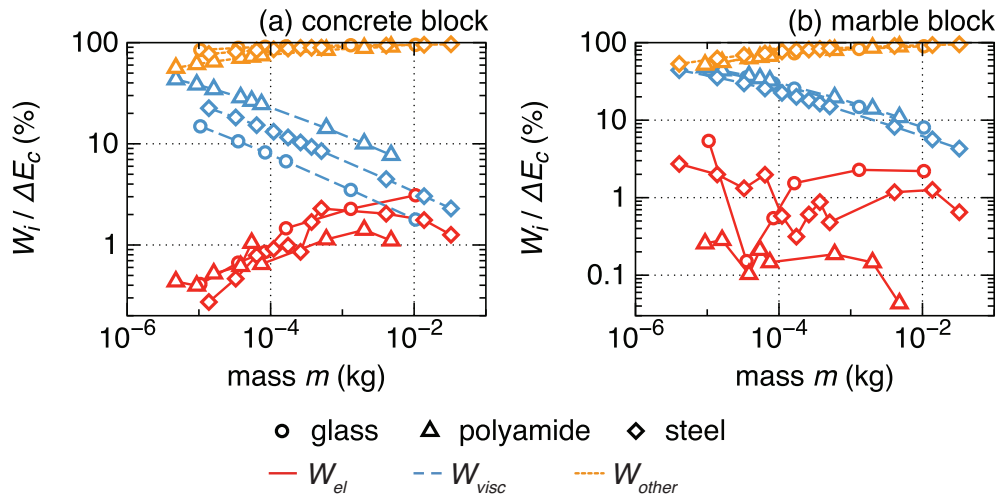 (a) concrete block
(b) marble block
100
10
1
W_i / ΔE_c (%)
10^−6
10^−4
10^−2
mass m (kg)
100
10
1
0.1
W_i / ΔE_c (%)
10^−6
10^−4
10^−2
mass m (kg)
glass
polyamide
steel
W_el
W_visc
W_other